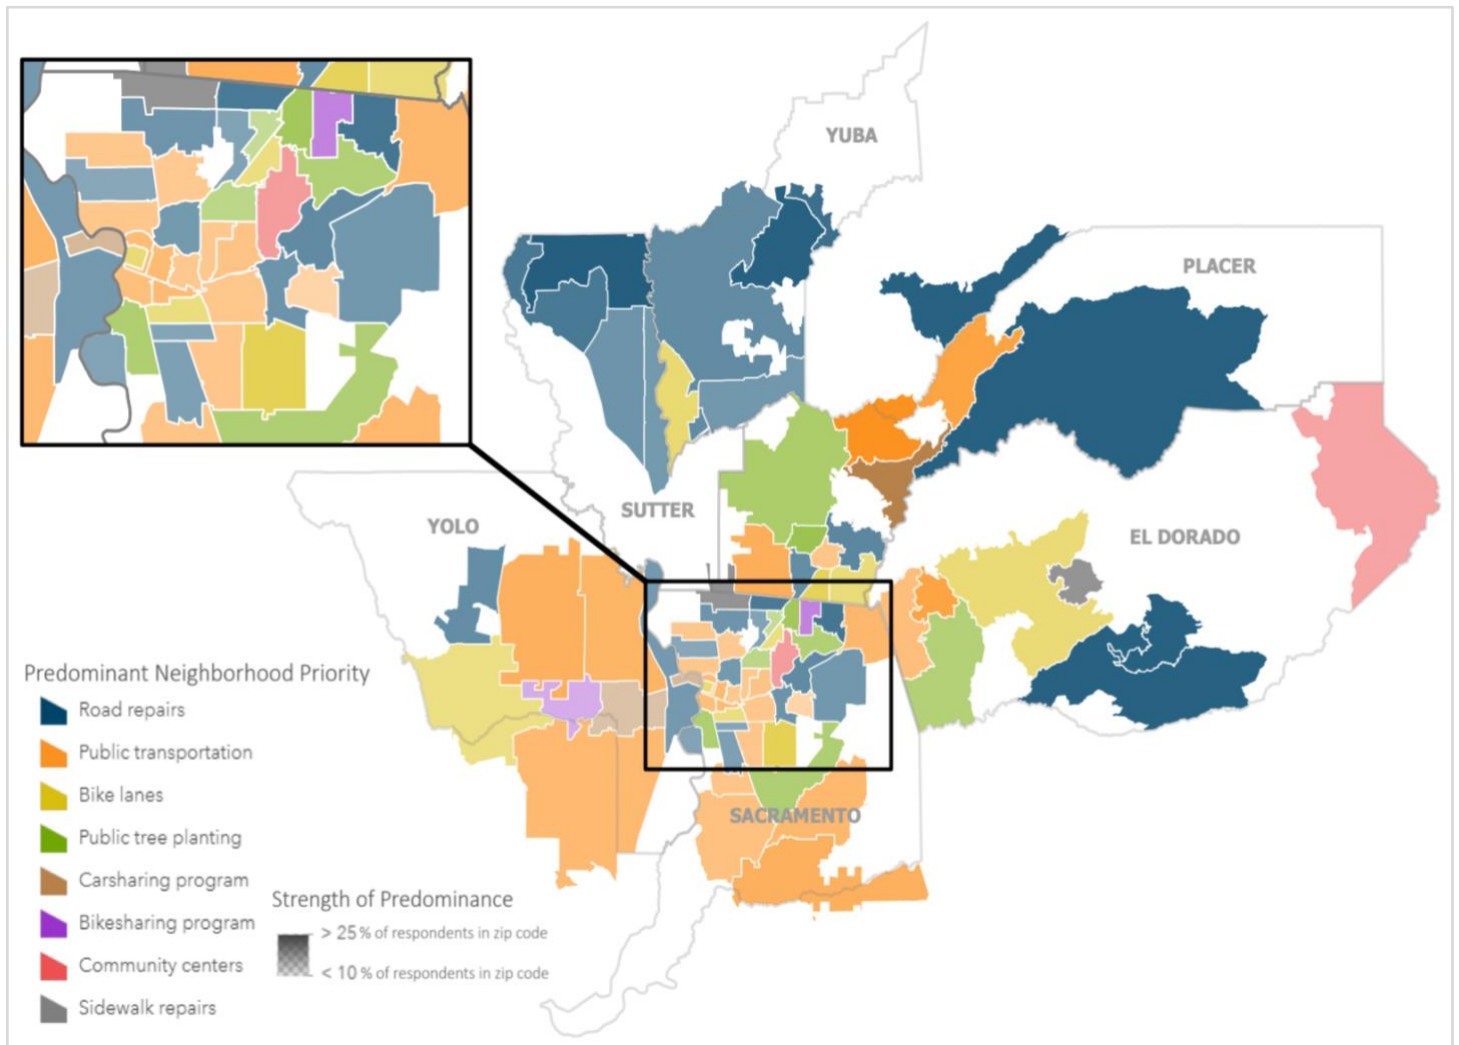 YUBA
PLACER
SUTTER
YOLO
EL DORADO
SACRAMENTO
Predominant Neighborhood Priority
Road repairs
Public transportation
Bike lanes
Public tree planting
Carsharing program
Bikesharing program
Community centers
Sidewalk repairs
Strength of Predominance
> 25% of respondents in zip code
< 10% of respondents in zip code